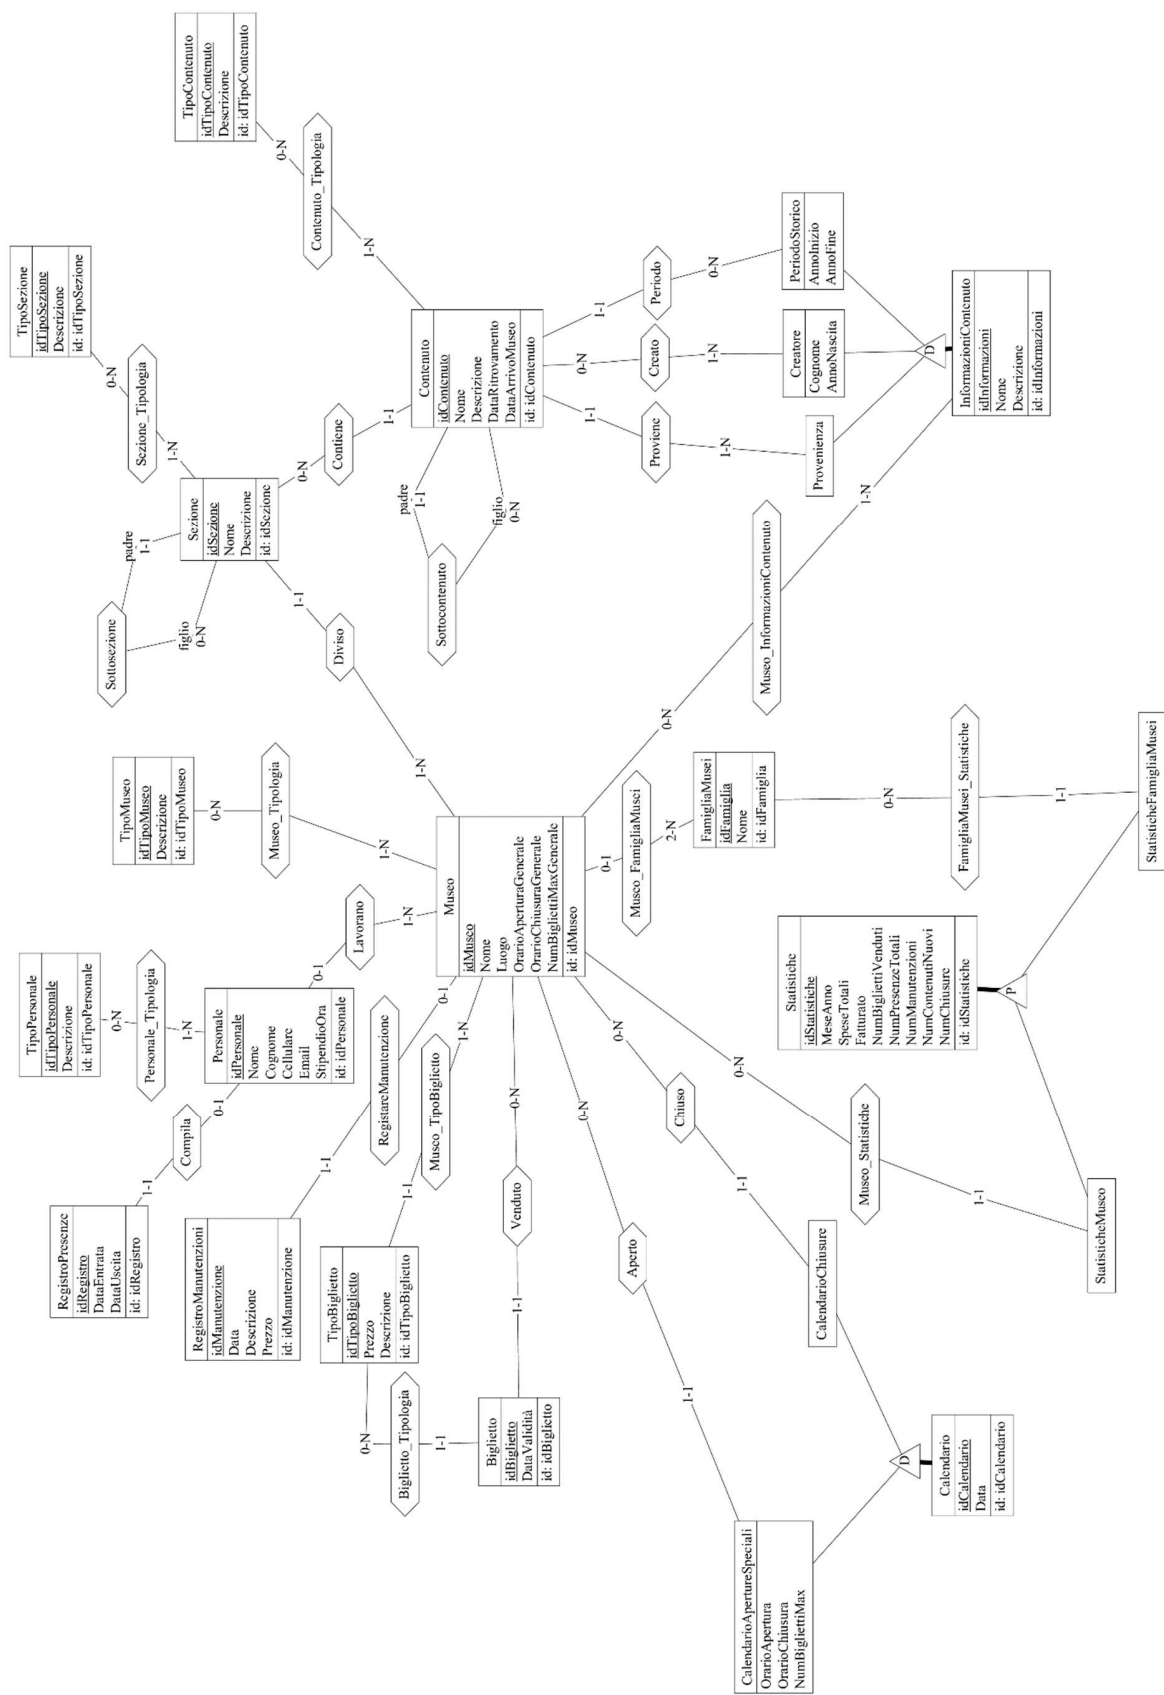 TipoContenuto
idTipoContenuto
Descrizione
id: idTipoContenuto
0-N
Contenuto_Tipologia
1-N
TipoSezione
idTipoSezione
Descrizione
id: idTipoSezione
0-N
Sezione_Tipologia
1-N
Sezione
idSezione
Nome
Descrizione
id: idSezione
padre
1-1
Sottosezione
figlio
0-N
0-N
Contiene
1-1
Contenuto
idContenuto
Nome
Descrizione
DataRitrovamento
DataArrivoMuseo
id: idContenuto
padre
1-1
Sottocontenuto
figlio
0-N
1-1
Periodo
0-N
PeriodoStorico
AnnoInizio
AnnoFine
0-N
Creato
1-N
Creatore
Cognome
AnnoNascita
1-1
Proviene
1-N
Provenienza
D
InformazioniContenuto
idInformazioni
Nome
Descrizione
id: idInformazioni
1-N
Museo_InformazioniContenuto
0-N
1-1
Diviso
1-N
TipoMuseo
idTipoMuseo
Descrizione
id: idTipoMuseo
0-N
Museo_Tipologia
1-N
Museo
idMuseo
Nome
Luogo
OrarioAperturaGenerale
OrarioChiusuraGenerale
NumBigliettiMaxGenerale
id: idMuseo
0-1
Museo_FamigliaMusei
2-N
FamigliaMusei
idFamiglia
Nome
id: idFamiglia
0-N
FamigliaMusei_Statistiche
1-1
StatisticheFamigliaMusei
Statistiche
idStatistiche
MeseAnno
SpeseTotali
Fatturato
NumBigliettiVenduti
NumPresenzeTotali
NumManutenzioni
NumContenutiNuovi
NumChiusure
id: idStatistiche
P
StatisticheMuseo
1-1
Museo_Statistiche
0-N
TipoPersonale
idTipoPersonale
Descrizione
id: idTipoPersonale
0-N
Personale_Tipologia
1-N
Personale
idPersonale
Nome
Cognome
Cellulare
Email
StipendioOra
id: idPersonale
0-1
Lavorano
1-N
0-1
Compila
1-1
RegistroPresenze
idRegistro
DataEntrata
DataUscita
id: idRegistro
RegistroManutenzioni
idManutenzione
Data
Descrizione
Prezzo
id: idManutenzione
1-1
RegistareManutenzione
0-1
TipoBiglietto
idTipoBiglietto
Prezzo
Descrizione
id: idTipoBiglietto
1-1
Museo_TipoBiglietto
1-N
0-N
Biglietto_Tipologia
1-1
Biglietto
idBiglietto
DataValidità
id: idBiglietto
1-1
Venduto
0-N
0-N
Aperto
1-1
CalendarioApertureSpeciali
OrarioApertura
OrarioChiusura
NumBigliettiMax
0-N
Chiuso
1-1
CalendarioChiusure
D
Calendario
idCalendario
Data
id: idCalendario